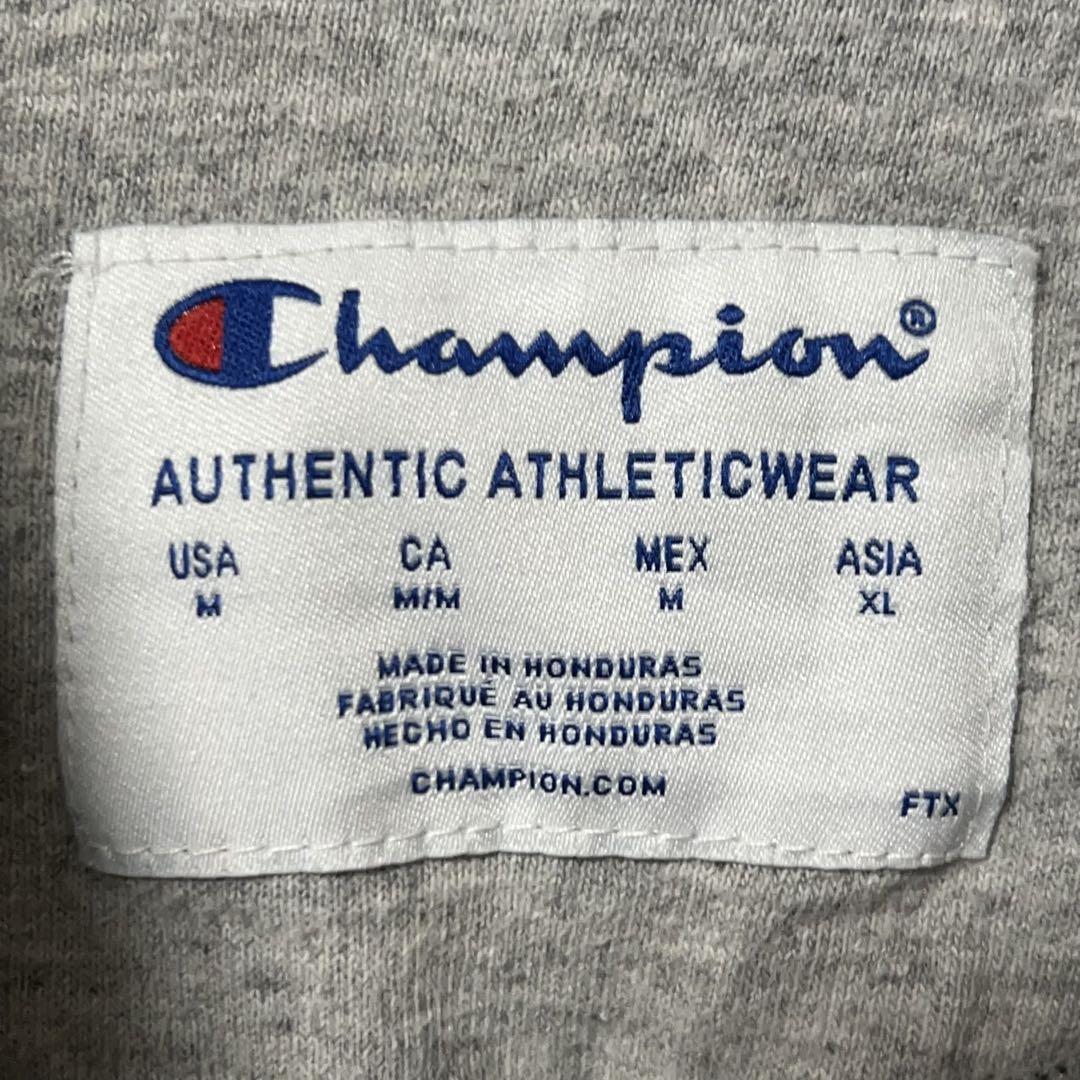 Champion®
AUTHENTIC ATHLETICWEAR
USA CA MEX ASIA
M M/M M XL
MADE IN HONDURAS
FABRIQUÉ AU HONDURAS
HECHO EN HONDURAS
CHAMPION.COM
FTX